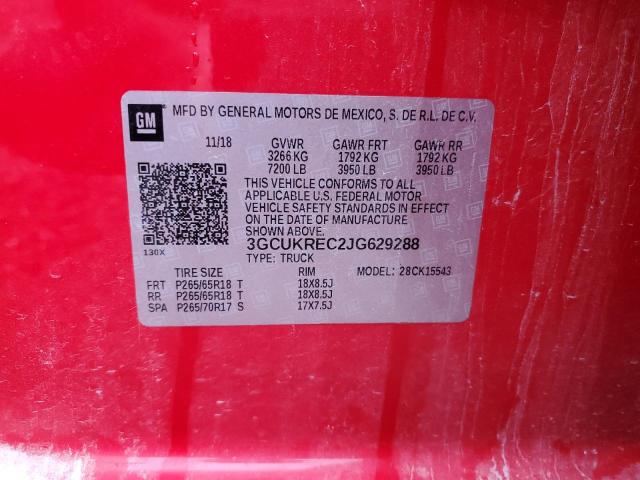 GM MFD BY GENERAL MOTORS DE MEXICO, S. DE R.L. DE C.V.
11/18 GVWR GAWR FRT GAWR RR
3266 KG 1792 KG 1792 KG
7200 LB 3950 LB 3950 LB
THIS VEHICLE CONFORMS TO ALL
APPLICABLE U.S. FEDERAL MOTOR
VEHICLE SAFETY STANDARDS IN EFFECT
ON THE DATE OF MANUFACTURE
SHOWN ABOVE.
3GCUKREC2JG629288
130X TYPE: TRUCK
TIRE SIZE RIM MODEL: 28CK15543
FRT P265/65R18 T 18X8.5J
RR P265/65R18 T 18X8.5J
SPA P265/70R17 S 17X7.5J